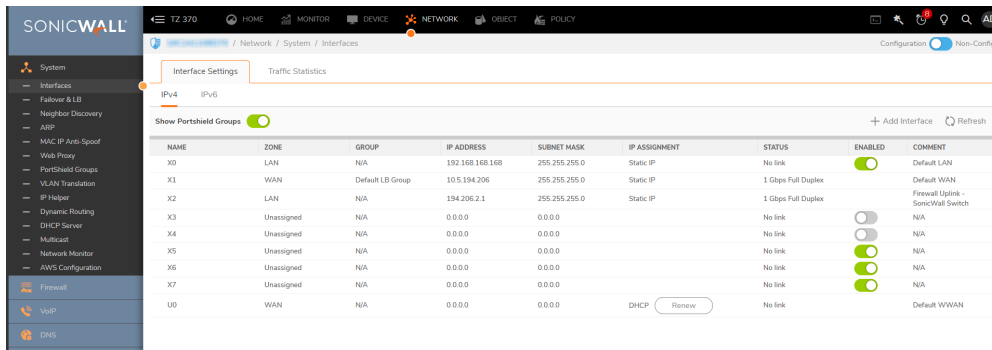 SONICWALL
TZ 370
HOME
MONITOR
DEVICE
NETWORK
OBJECT
POLICY
8
/ Network / System / Interfaces
Configuration
System
Interfaces
Failover & LB
Neighbor Discovery
ARP
MAC IP Anti-Spoof
Web Proxy
PortShield Groups
VLAN Translation
IP Helper
Dynamic Routing
DHCP Server
Multicast
Network Monitor
AWS Configuration
Firewall
VoIP
DNS
Interface Settings Traffic Statistics
IPv4 IPv6
Show Portshield Groups + Add Interface Refresh
NAME ZONE GROUP IP ADDRESS SUBNET MASK IP ASSIGNMENT STATUS ENABLED COMMENT
X0 LAN N/A 192.168.168.168 255.255.255.0 Static IP No link Default LAN
X1 WAN Default LB Group 10.5.194.206 255.255.255.0 Static IP 1 Gbps Full Duplex Default WAN
X2 LAN N/A 194.206.2.1 255.255.255.0 Static IP 1 Gbps Full Duplex Firewall Uplink -
SonicWall Switch
X3 Unassigned N/A 0.0.0.0 0.0.0.0 No link N/A
X4 Unassigned N/A 0.0.0.0 0.0.0.0 No link N/A
X5 Unassigned N/A 0.0.0.0 0.0.0.0 No link N/A
X6 Unassigned N/A 0.0.0.0 0.0.0.0 No link N/A
X7 Unassigned N/A 0.0.0.0 0.0.0.0 No link N/A
U0 WAN N/A 0.0.0.0 0.0.0.0 DHCP Renew No link Default WWAN